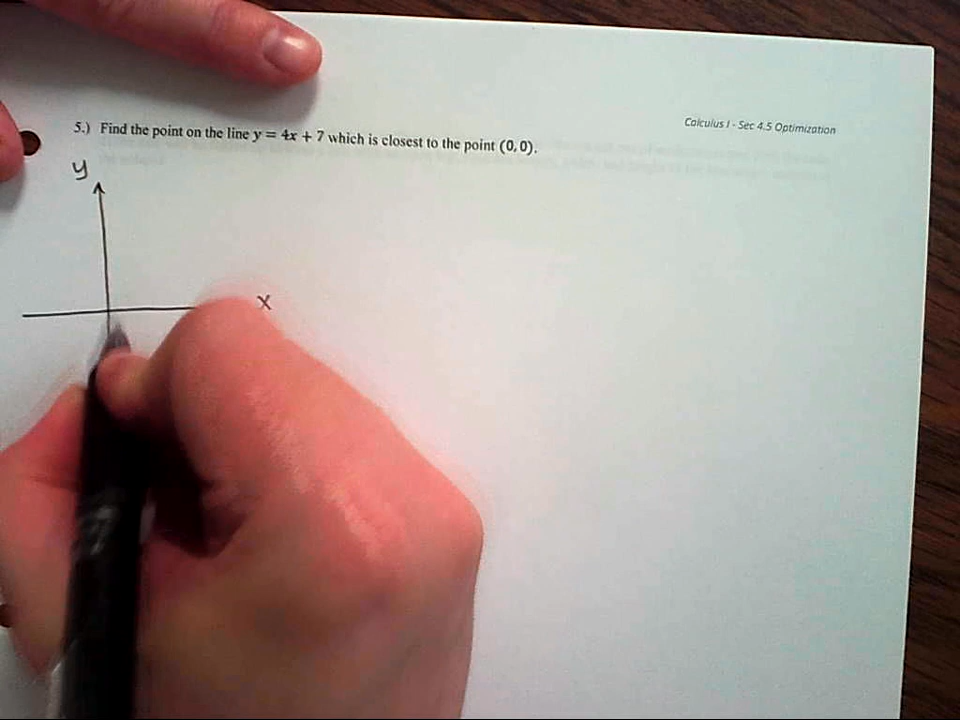 Calculus I - Sec 4.5 Optimization
5.) Find the point on the line y = 4x + 7 which is closest to the point (0,0).
y
x